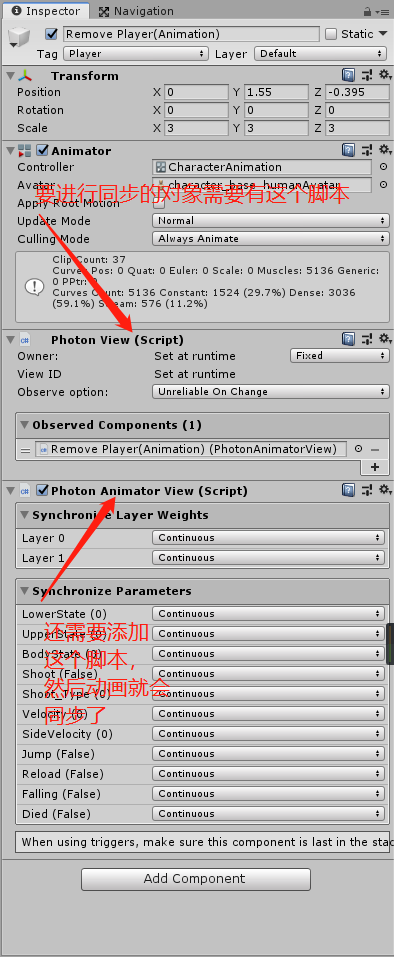 Inspector Navigation
Remove Player(Animation) Static
Tag Player Layer Default
Transform
Position X 0 Y 1.55 Z -0.395
Rotation X 0 Y 0 Z 0
Scale X 3 Y 3 Z 3
Animator
Controller CharacterAnimation
Avatar character_base_humanAvatar
要进行同步的对象需要有这个脚本
Apply Root Motion
Update Mode Normal
Culling Mode Always Animate
Clip Count: 37
Curves Pos: 0 Quat: 0 Euler: 0 Scale: 0 Muscles: 5136 Generic:
0 PPtr: 0
Curves Count: 5136 Constant: 1524 (29.7%) Dense: 3036
(59.1%) Stream: 576 (11.2%)
Photon View (Script)
Owner: Set at runtime Fixed
View ID Set at runtime
Observe option: Unreliable On Change
Observed Components (1)
Remove Player(Animation) (PhotonAnimatorView)
Photon Animator View (Script)
Synchronize Layer Weights
Layer 0 Continuous
Layer 1 Continuous
Synchronize Parameters
LowerState (0) Continuous
UpperState (0) Continuous
BodyState (0) Continuous
Shoot (False) Continuous
Shoot_Type (0) Continuous
Velocity (0) Continuous
SideVelocity (0) Continuous
Jump (False) Continuous
Reload (False) Continuous
Falling (False) Continuous
Died (False) Continuous
还需要添加
这个脚本,
然后动画就会
同步了
When using triggers, make sure this component is last in the stac
Add Component